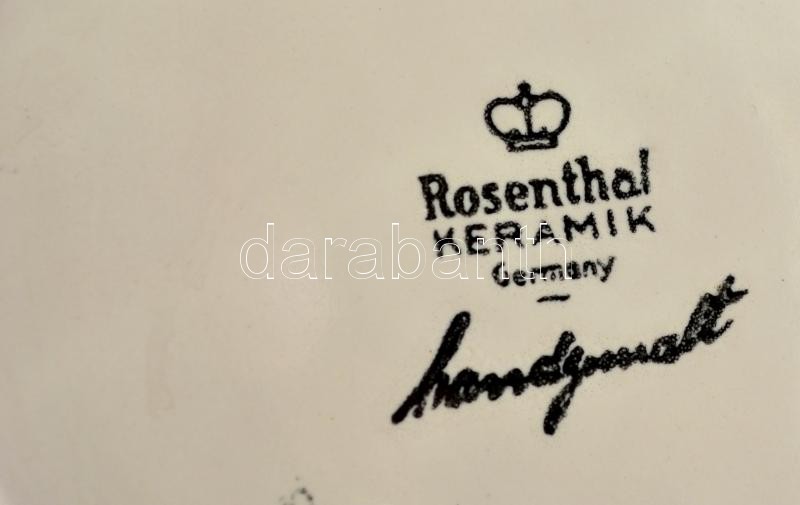 Rosenthal
KERAMIK
darabanth
Germany
handgemalt